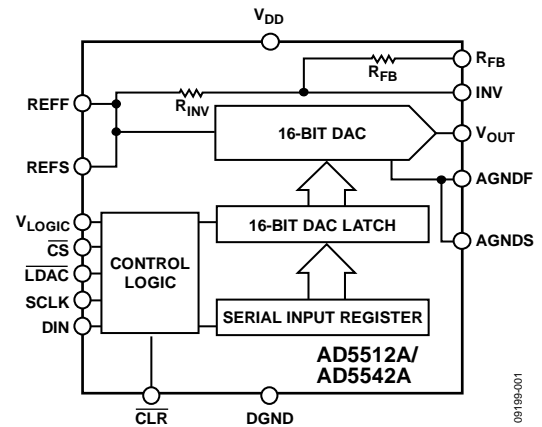 VDD
RFB
RFB
INV
RINV
REFF
REFS
16-BIT DAC
VOUT
AGNDF
AGNDS
VLOGIC
CS
LDAC
SCLK
DIN
CONTROL
LOGIC
16-BIT DAC LATCH
SERIAL INPUT REGISTER
AD5512A/
AD5542A
CLR
DGND
09199-001